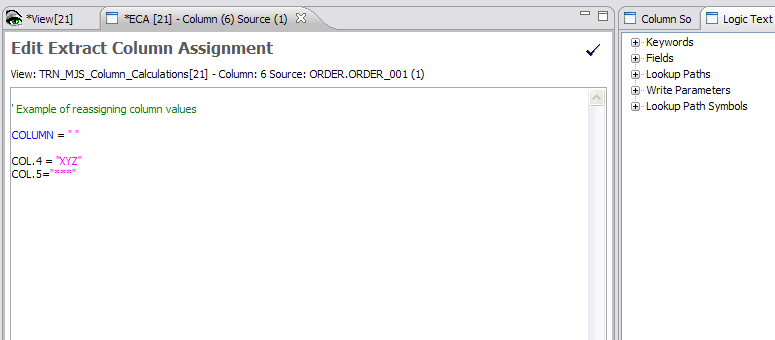 *View[21]
*ECA [21] - Column (6) Source (1)
Column So
Logic Text
Edit Extract Column Assignment
View: TRN_MJS_Column_Calculations[21] - Column: 6 Source: ORDER.ORDER_001 (1)
' Example of reassigning column values
COLUMN = " "
COL.4 = "XYZ"
COL.5="***"
Keywords
Fields
Lookup Paths
Write Parameters
Lookup Path Symbols